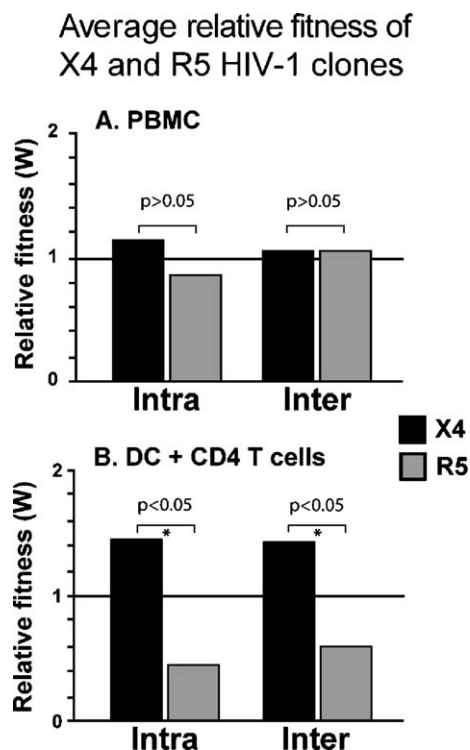 Average relative fitness of
X4 and R5 HIV-1 clones
A. PBMC
Relative fitness (W)
2
1
0
p>0.05
p>0.05
Intra
Inter
X4
R5
B. DC + CD4 T cells
Relative fitness (W)
2
1
0
p<0.05
*
p<0.05
*
Intra
Inter